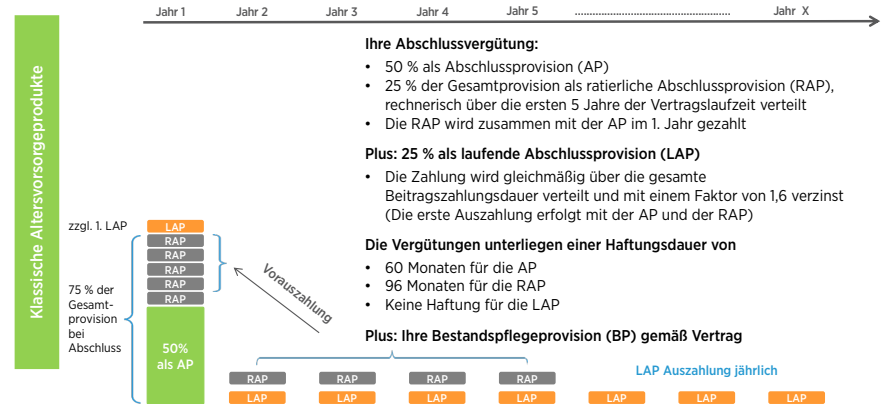 Jahr 1 Jahr 2 Jahr 3 Jahr 4 Jahr 5 ................................................ Jahr X
Klassische Altersvorsorgeprodukte
Ihre Abschlussvergütung:
• 50 % als Abschlussprovision (AP)
• 25 % der Gesamtprovision als ratierliche Abschlussprovision (RAP),
rechnerisch über die ersten 5 Jahre der Vertragslaufzeit verteilt
• Die RAP wird zusammen mit der AP im 1. Jahr gezahlt
Plus: 25 % als laufende Abschlussprovision (LAP)
• Die Zahlung wird gleichmäßig über die gesamte
Beitragszahlungsdauer verteilt und mit einem Faktor von 1,6 verzinst
(Die erste Auszahlung erfolgt mit der AP und der RAP)
Die Vergütungen unterliegen einer Haftungsdauer von
• 60 Monaten für die AP
• 96 Monaten für die RAP
• Keine Haftung für die LAP
Plus: Ihre Bestandspflegeprovision (BP) gemäß Vertrag
zzgl. 1. LAP
LAP
RAP
RAP
RAP
RAP
RAP
75 % der
Gesamt-
provision
bei
Abschluss
50%
als AP
Vorauszahlung
LAP Auszahlung jährlich
RAP RAP RAP RAP
LAP LAP LAP LAP LAP LAP LAP